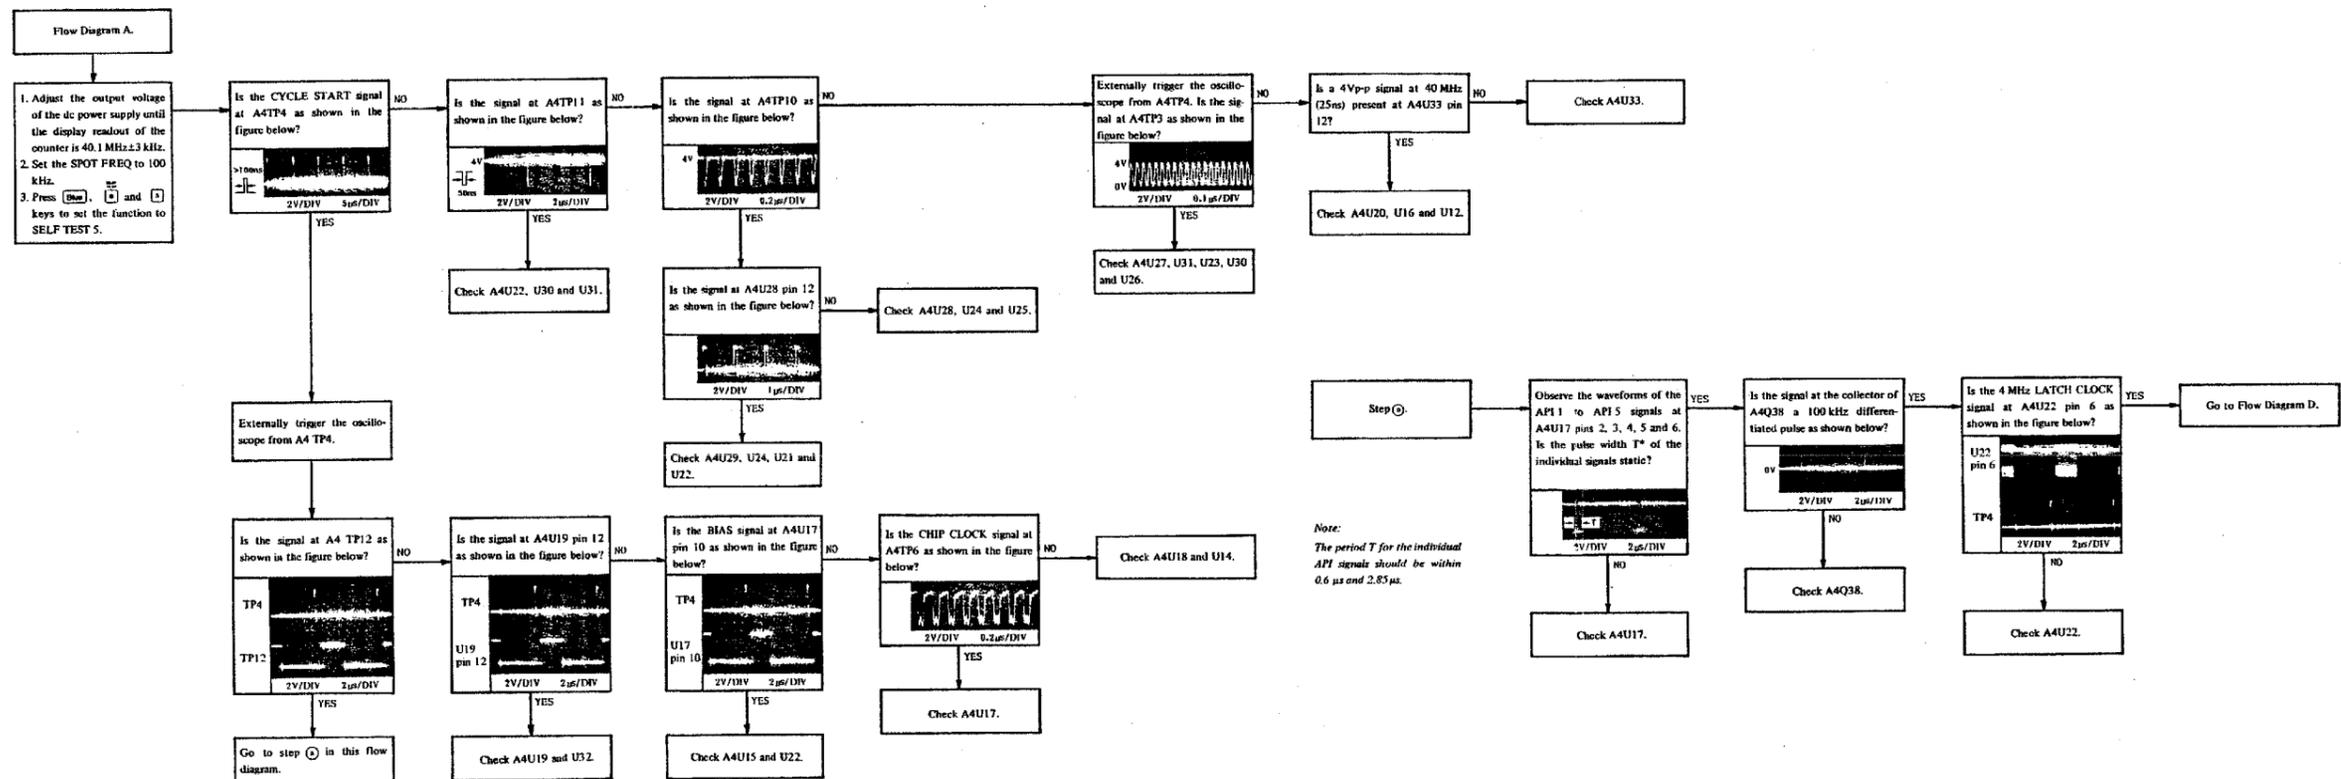 Flow Diagram A.
1. Adjust the output voltage
of the dc power supply until
the display readout of the
counter is 40.1 MHz±3 kHz.
2. Set the SPOT FREQ to 100
kHz.
3. Press Blue, and
keys to set the function to
SELF TEST 5.
Is the CYCLE START signal
at A4TP4 as shown in the
figure below?
>100ns
2V/DIV 5µs/DIV
NO
YES
Is the signal at A4TP11 as
shown in the figure below?
4V
50ns
2V/DIV 2µs/DIV
NO
YES
Check A4U22, U30 and U31.
Is the signal at A4TP10 as
shown in the figure below?
4V
2V/DIV 0.2µs/DIV
NO
YES
Is the signal at A4U28 pin 12
as shown in the figure below?
2V/DIV 1µs/DIV
NO
Check A4U28, U24 and U25.
YES
Check A4U29, U24, U21 and
U22.
Externally trigger the oscillo-
scope from A4TP4. Is the sig-
nal at A4TP3 as shown in the
figure below?
4V
0V
2V/DIV 0.1µs/DIV
NO
YES
Check A4U27, U31, U23, U30
and U26.
Is a 4Vp-p signal at 40 MHz
(25ns) present at A4U33 pin
12?
NO
Check A4U33.
YES
Check A4U20, U16 and U12.
Externally trigger the oscillo-
scope from A4 TP4.
Is the signal at A4 TP12 as
shown in the figure below?
TP4
TP12
2V/DIV 2µs/DIV
NO
YES
Go to step ⓐ in this flow
diagram.
Is the signal at A4U19 pin 12
as shown in the figure below?
TP4
U19
pin 12
2V/DIV 2µs/DIV
NO
YES
Check A4U19 and U32.
Is the BIAS signal at A4U17
pin 10 as shown in the figure
below?
TP4
U17
pin 10
2V/DIV 2µs/DIV
NO
YES
Check A4U15 and U22.
Is the CHIP CLOCK signal at
A4TP6 as shown in the figure
below?
2V/DIV 0.2µs/DIV
NO
Check A4U18 and U14.
YES
Check A4U17.
Step ⓐ.
Note:
The period T for the individual
API signals should be within
0.6 µs and 2.85 µs.
Observe the waveforms of the
API 1 to API 5 signals at
A4U17 pins 2, 3, 4, 5 and 6.
Is the pulse width T* of the
individual signals static?
T
2V/DIV 2µs/DIV
YES
NO
Check A4U17.
Is the signal at the collector of
A4Q38 a 100 kHz differen-
tiated pulse as shown below?
0V
2V/DIV 2µs/DIV
YES
NO
Check A4Q38.
Is the 4 MHz LATCH CLOCK
signal at A4U22 pin 6 as
shown in the figure below?
U22
pin 6
TP4
2V/DIV 2µs/DIV
YES
Go to Flow Diagram D.
NO
Check A4U22.